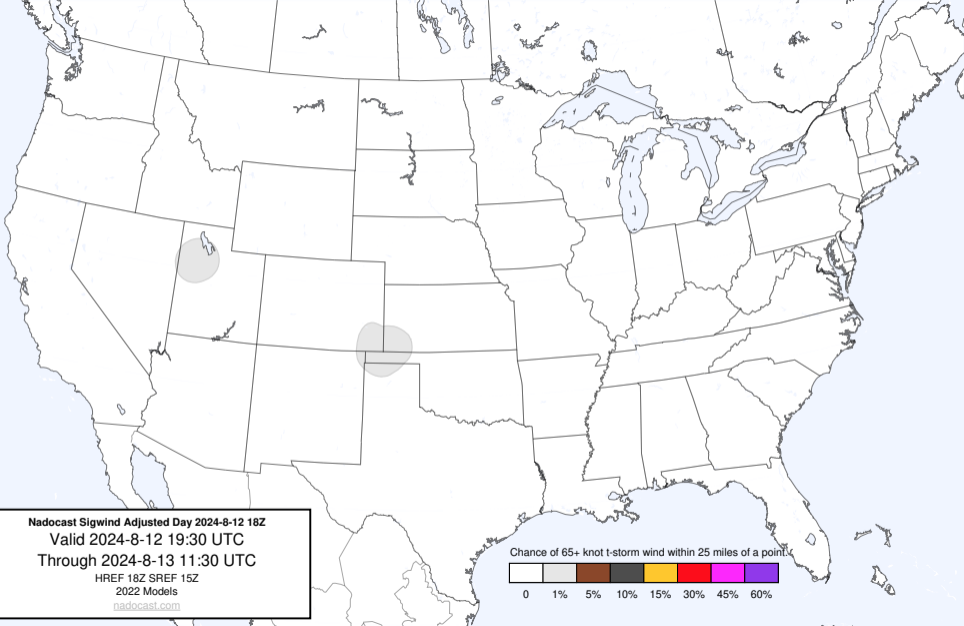 Nadocast Sigwind Adjusted Day 2024-8-12 18Z
Valid 2024-8-12 19:30 UTC
Through 2024-8-13 11:30 UTC
HREF 18Z SREF 15Z
2022 Models
nadocast.com
Chance of 65+ knot t-storm wind within 25 miles of a point.
0 1% 5% 10% 15% 30% 45% 60%